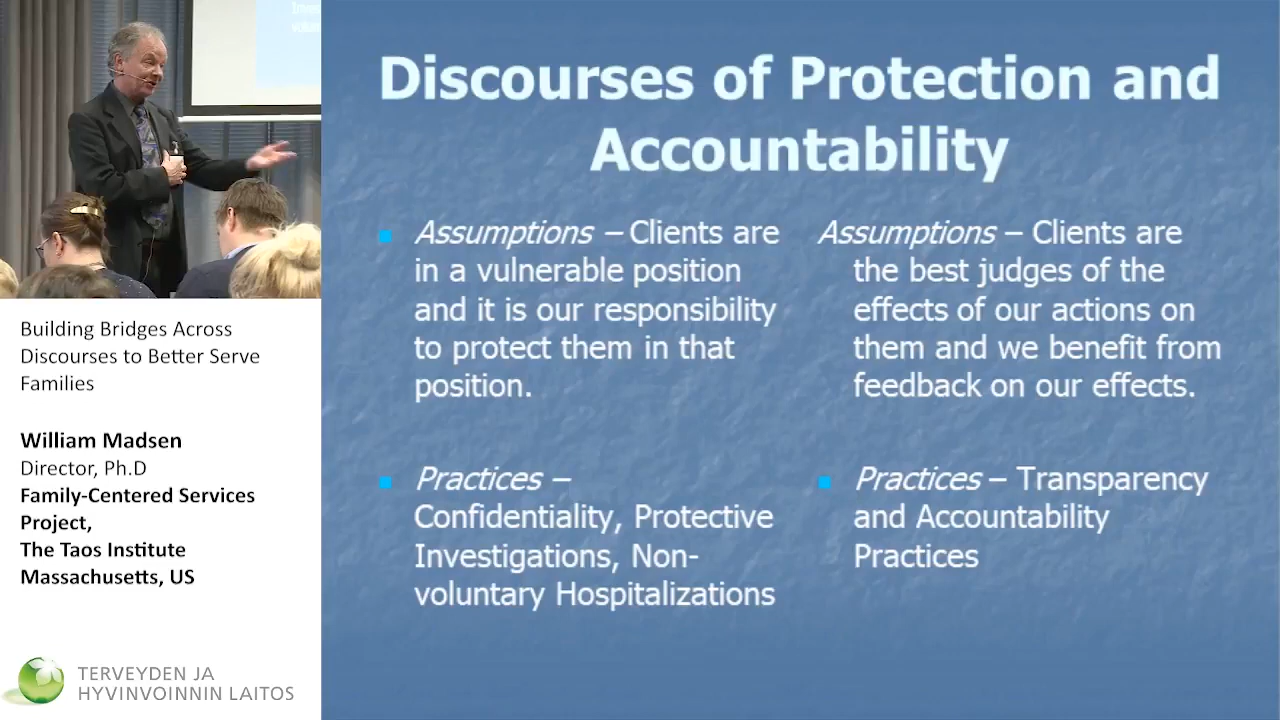 Discourses of Protection and
Accountability
Assumptions – Clients are
in a vulnerable position
and it is our responsibility
to protect them in that
position.
Practices –
Confidentiality, Protective
Investigations, Non-
voluntary Hospitalizations
Assumptions – Clients are
the best judges of the
effects of our actions on
them and we benefit from
feedback on our effects.
Practices – Transparency
and Accountability
Practices
Building Bridges Across
Discourses to Better Serve
Families
William Madsen
Director, Ph.D
Family-Centered Services
Project,
The Taos Institute
Massachusetts, US
TERVEYDEN JA
HYVINVOINNIN LAITOS